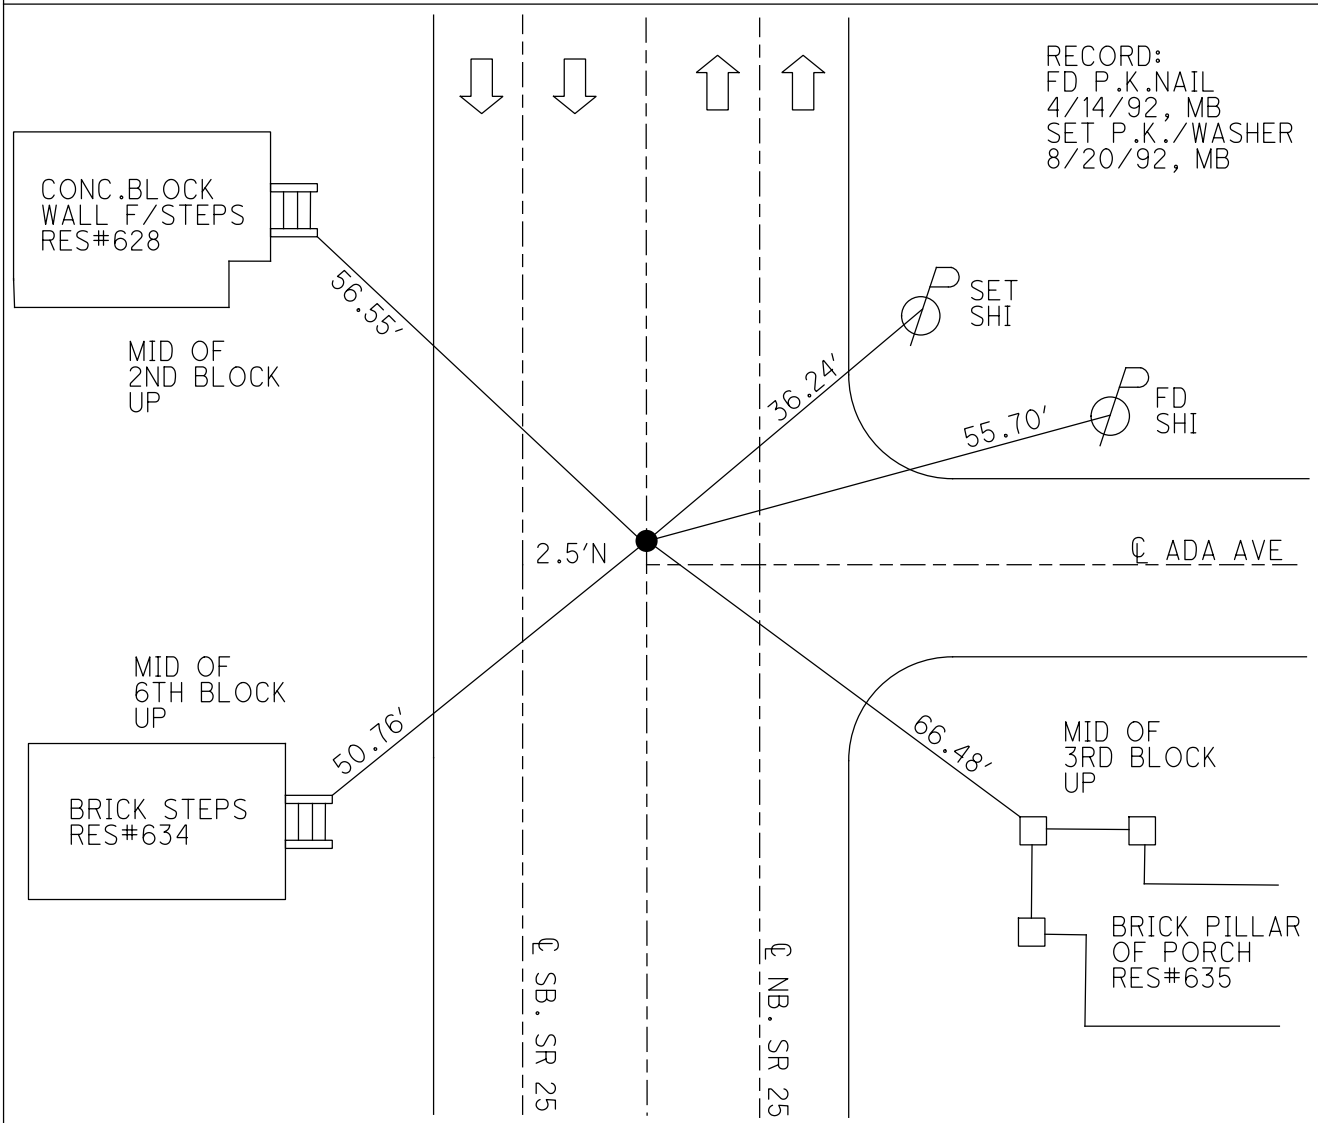 RECORD:
FD P.K.NAIL
4/14/92, MB
SET P.K./WASHER
8/20/92, MB
CONC.BLOCK
WALL F/STEPS
RES#628
56.55'
MID OF
2ND BLOCK
UP
SET
SHI
36.24'
FD
SHI
55.70'
2.5'N
℄ ADA AVE
MID OF
6TH BLOCK
UP
50.76'
BRICK STEPS
RES#634
66.48'
MID OF
3RD BLOCK
UP
BRICK PILLAR
OF PORCH
RES#635
℄ SB. SR 25
℄ NB. SR 25